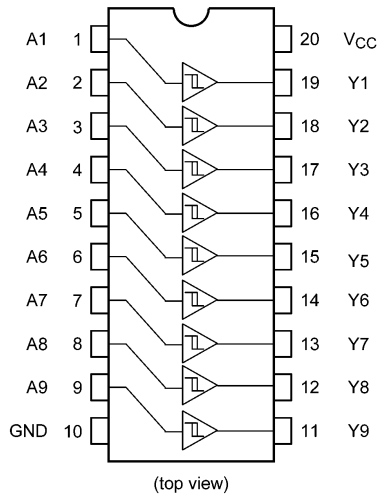 A1 1 20 VCC
A2 2 19 Y1
A3 3 18 Y2
A4 4 17 Y3
A5 5 16 Y4
A6 6 15 Y5
A7 7 14 Y6
A8 8 13 Y7
A9 9 12 Y8
GND 10 11 Y9
(top view)